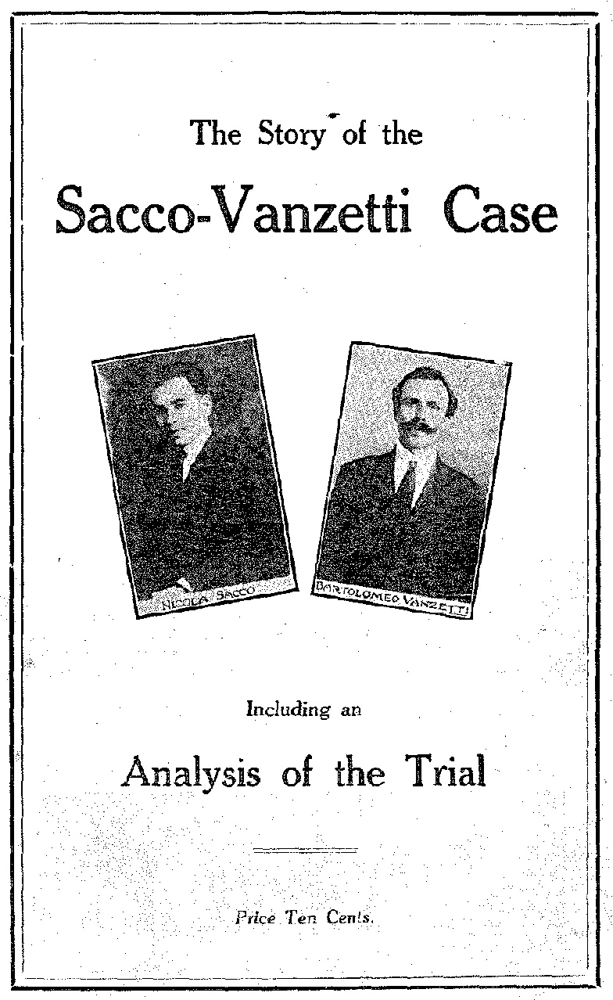 The Story of the
Sacco-Vanzetti Case
NICOLA SACCO
BARTOLOMEO VANZETTI
Including an
Analysis of the Trial
Price Ten Cents.